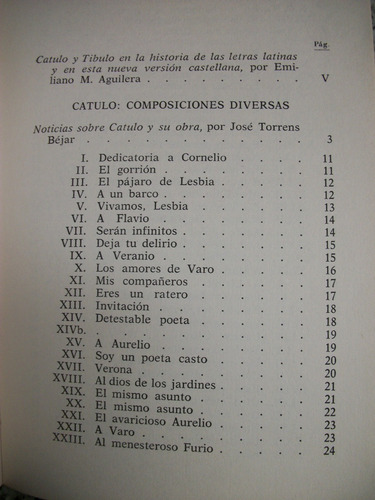 Pág.
Catulo y Tibulo en la historia de las letras latinas
y en esta nueva versión castellana, por Emi-
liano M. Aguilera . . . . . . . . V
CATULO: COMPOSICIONES DIVERSAS
Noticias sobre Catulo y su obra, por José Torrens
Béjar . . . . . . . . . . 3
I. Dedicatoria a Cornelio . . . . . . 11
II. El gorrión . . . . . . . . 11
III. El pájaro de Lesbia . . . . . . 12
IV. A un barco . . . . . . . . 12
V. Vivamos, Lesbia . . . . . . . 13
VI. A Flavio . . . . . . . . 14
VII. Serán infinitos . . . . . . . 14
VIII. Deja tu delirio . . . . . . . 15
IX. A Veranio . . . . . . . . 15
X. Los amores de Varo . . . . . . 16
XI. Mis compañeros . . . . . . . 17
XII. Eres un ratero . . . . . . . 17
XIII. Invitación . . . . . . . . 18
XIV. Detestable poeta . . . . . . . 18
XIVb. . . . . . . . . . . 19
XV. A Aurelio . . . . . . . . 19
XVI. Soy un poeta casto . . . . . . 20
XVII. Verona . . . . . . . . 20
XVIII. Al dios de los jardines . . . . . . 21
XIX. El mismo asunto . . . . . . . 21
XX. El mismo asunto . . . . . . . 22
XXI. El avaricioso Aurelio . . . . . . 23
XXII. A Varo . . . . . . . . 23
XXIII. Al menesteroso Furio . . . . . . 24